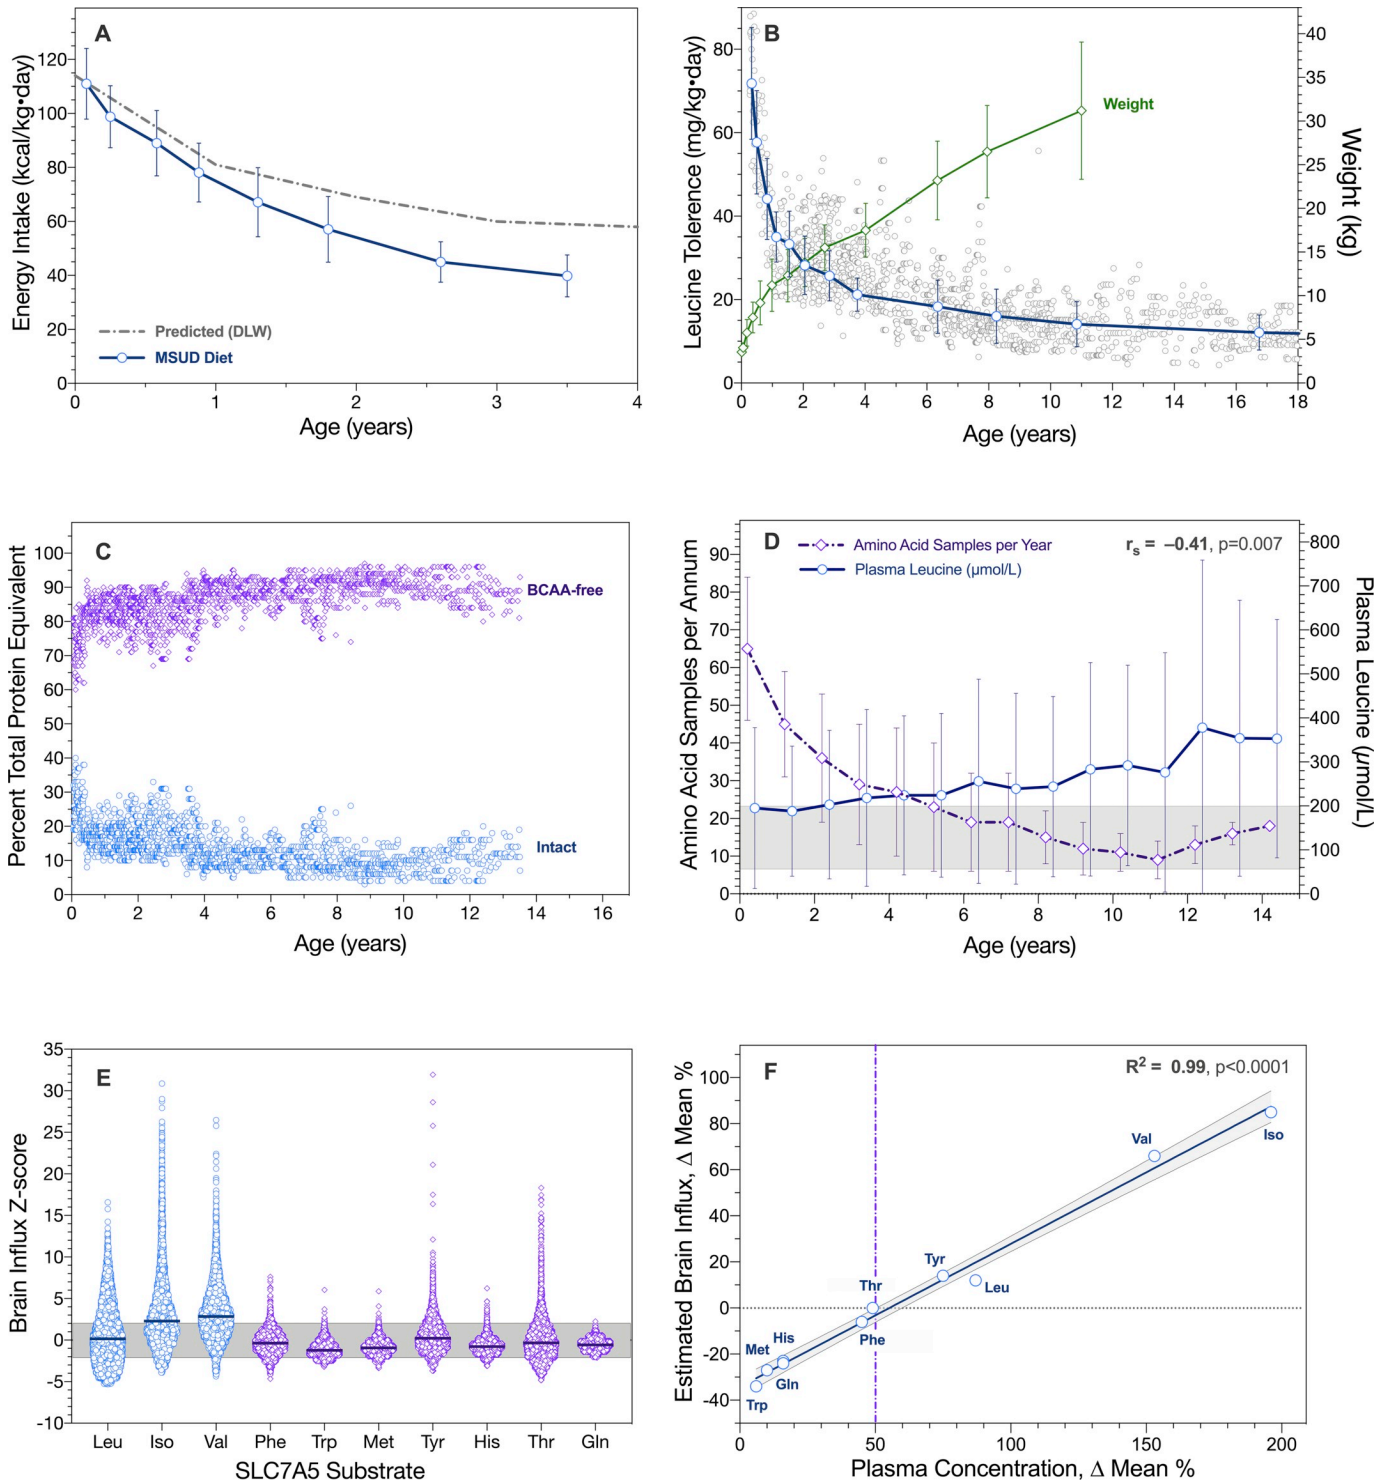 A
Energy Intake (kcal/kg•day)
120
100
80
60
40
20
0
Predicted (DLW)
MSUD Diet
0 1 2 3 4
Age (years)
B
Leucine Tolerence (mg/kg•day)
80
60
40
20
0
Weight
40
35
30
25
20
15
10
5
0
Weight (kg)
0 2 4 6 8 10 12 14 16 18
Age (years)
C
Percent Total Protein Equivalent
100
90
80
70
60
50
40
30
20
10
0
BCAA-free
Intact
0 2 4 6 8 10 12 14 16
Age (years)
D
Amino Acid Samples per Year
Plasma Leucine (µmol/L)
rs = –0.41, p=0.007
Amino Acid Samples per Annum
90
80
70
60
50
40
30
20
10
0
800
700
600
500
400
300
200
100
0
Plasma Leucine (µmol/L)
0 2 4 6 8 10 12 14
Age (years)
E
Brain Influx Z-score
35
30
25
20
15
10
5
0
-5
-10
Leu Iso Val Phe Trp Met Tyr His Thr Gln
SLC7A5 Substrate
F
R2 = 0.99, p<0.0001
Estimated Brain Influx, Δ Mean %
100
80
60
40
20
0
-20
-40
Val
Iso
Tyr
Leu
Thr
Phe
His
Met
Gln
Trp
0 50 100 150 200
Plasma Concentration, Δ Mean %